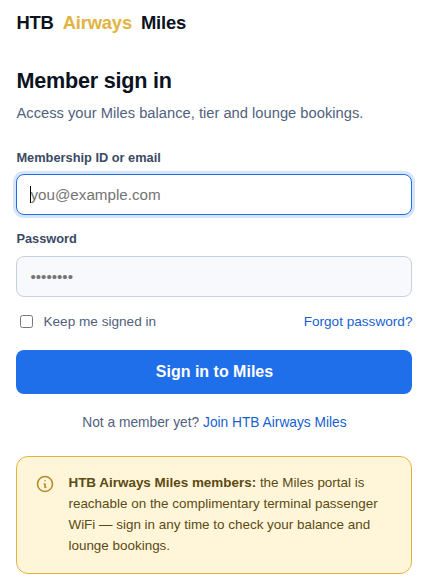 HTB Airways Miles
Member sign in
Access your Miles balance, tier and lounge bookings.
Membership ID or email
you@example.com
Password
••••••••
Keep me signed in Forgot password?
Sign in to Miles
Not a member yet? Join HTB Airways Miles
HTB Airways Miles members: the Miles portal is
reachable on the complimentary terminal passenger
WiFi — sign in any time to check your balance and
lounge bookings.